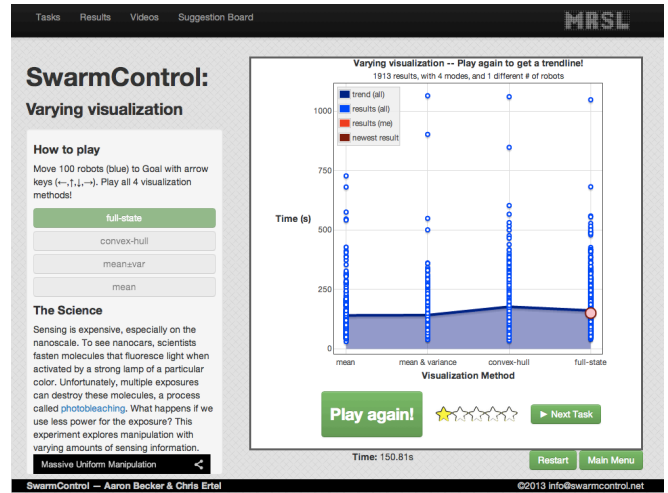 Tasks Results Videos Suggestion Board
MRSL
SwarmControl:
Varying visualization
How to play
Move 100 robots (blue) to Goal with arrow
keys (←,↑,↓,→). Play all 4 visualization
methods!
full-state
convex-hull
mean±var
mean
The Science
Sensing is expensive, especially on the
nanoscale. To see nanocars, scientists
fasten molecules that fluoresce light when
activated by a strong lamp of a particular
color. Unfortunately, multiple exposures
can destroy these molecules, a process
called photobleaching. What happens if we
use less power for the exposure? This
experiment explores manipulation with
varying amounts of sensing information.
Massive Uniform Manipulation
Varying visualization -- Play again to get a trendline!
1913 results, with 4 modes, and 1 different # of robots
trend (all)
results (all)
results (me)
newest result
Time (s)
1000
750
500
250
0
mean mean & variance convex-hull full-state
Visualization Method
Play again!
► Next Task
Time: 150.81s
Restart Main Menu
SwarmControl — Aaron Becker & Chris Ertel
©2013 info@swarmcontrol.net